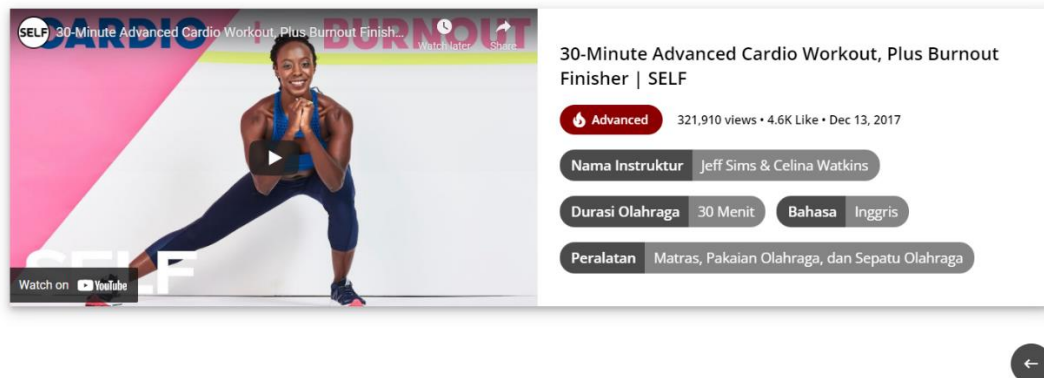 CARDIO + BURNOUT
SELF
30-Minute Advanced Cardio Workout, Plus Burnout Finish...
Watch later
Share
SELF
Watch on YouTube
30-Minute Advanced Cardio Workout, Plus Burnout
Finisher | SELF
Advanced
321,910 views • 4.6K Like • Dec 13, 2017
Nama Instruktur Jeff Sims & Celina Watkins
Durasi Olahraga 30 Menit
Bahasa Inggris
Peralatan Matras, Pakaian Olahraga, dan Sepatu Olahraga